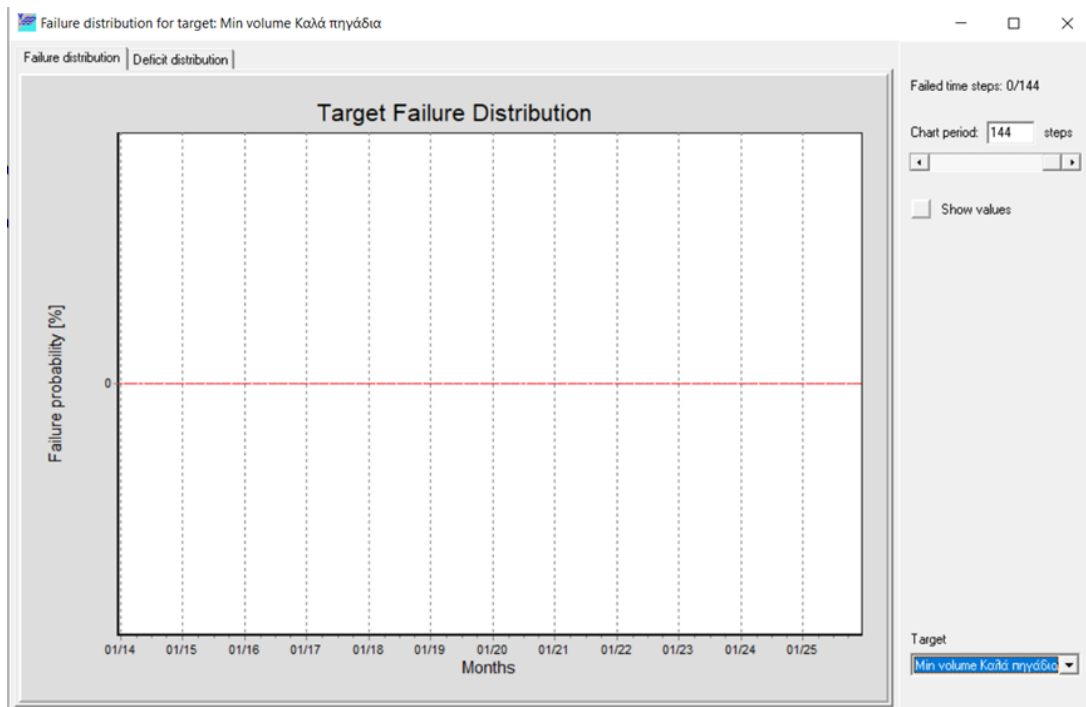 Failure distribution for target: Min volume Καλά πηγάδια
Failure distribution
Deficit distribution
Failed time steps: 0/144
Chart period: 144 steps
Show values
Target Failure Distribution
Failure probability [%]
0
01/14 01/15 01/16 01/17 01/18 01/19 01/20 01/21 01/22 01/23 01/24 01/25
Months
Target
Min volume Καλά πηγάδια